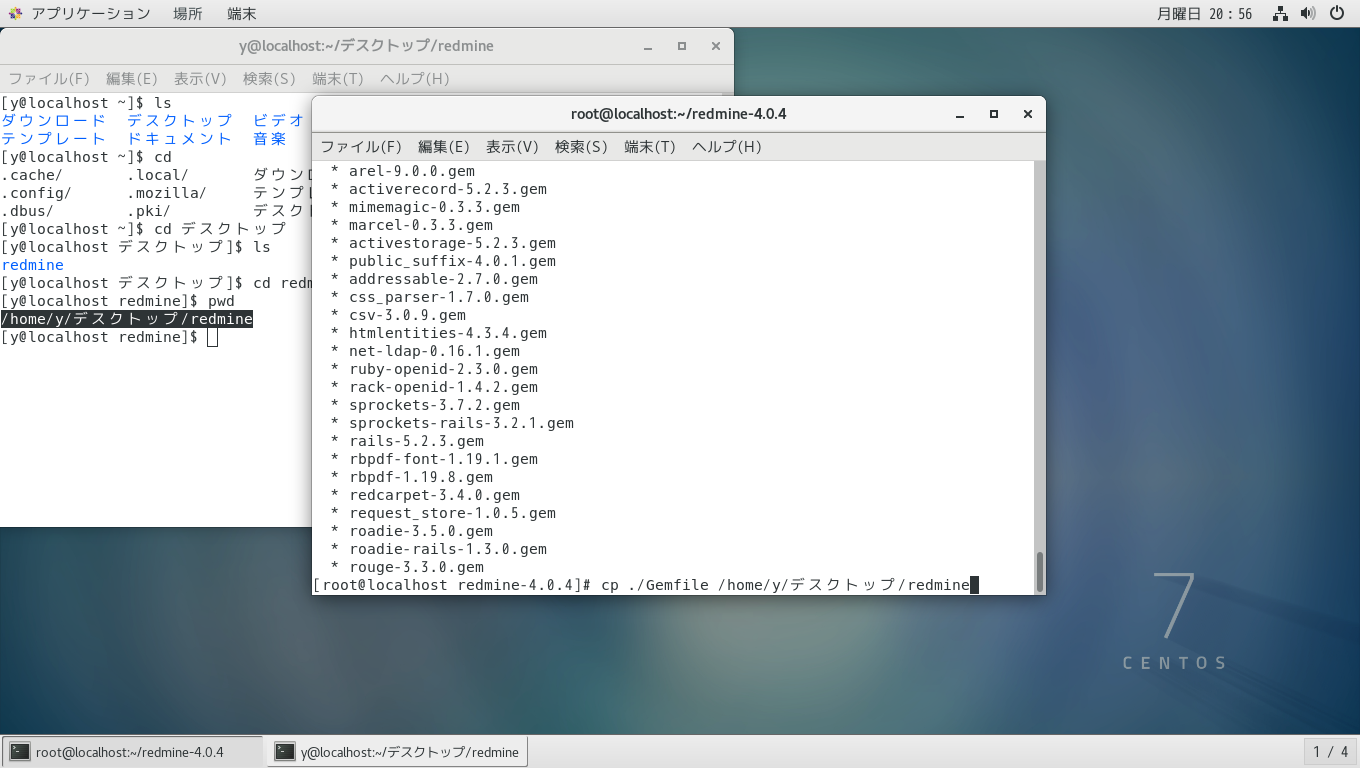 アプリケーション 場所 端末 月曜日 20：56
y@localhost:~/デスクトップ/redmine
ファイル(F) 編集(E) 表示(V) 検索(S) 端末(T) ヘルプ(H)
[y@localhost ~]$ ls
ダウンロード デスクトップ ビデオ
テンプレート ドキュメント 音楽
[y@localhost ~]$ cd
.cache/ .local/ ダウン
.config/ .mozilla/ テンプ
.dbus/ .pki/ デスク
[y@localhost ~]$ cd デスクトップ
[y@localhost デスクトップ]$ ls
redmine
[y@localhost デスクトップ]$ cd red
[y@localhost redmine]$ pwd
/home/y/デスクトップ/redmine
[y@localhost redmine]$
root@localhost:~/redmine-4.0.4
ファイル(F) 編集(E) 表示(V) 検索(S) 端末(T) ヘルプ(H)
* arel-9.0.0.gem
* activerecord-5.2.3.gem
* mimemagic-0.3.3.gem
* marcel-0.3.3.gem
* activestorage-5.2.3.gem
* public_suffix-4.0.1.gem
* addressable-2.7.0.gem
* css_parser-1.7.0.gem
* csv-3.0.9.gem
* htmlentities-4.3.4.gem
* net-ldap-0.16.1.gem
* ruby-openid-2.3.0.gem
* rack-openid-1.4.2.gem
* sprockets-3.7.2.gem
* sprockets-rails-3.2.1.gem
* rails-5.2.3.gem
* rbpdf-font-1.19.1.gem
* rbpdf-1.19.8.gem
* redcarpet-3.4.0.gem
* request_store-1.0.5.gem
* roadie-3.5.0.gem
* roadie-rails-1.3.0.gem
* rouge-3.3.0.gem
[root@localhost redmine-4.0.4]# cp ./Gemfile /home/y/デスクトップ/redmine
7
CENTOS
root@localhost:~/redmine-4.0.4 y@localhost:~/デスクトップ/redmine 1 / 4